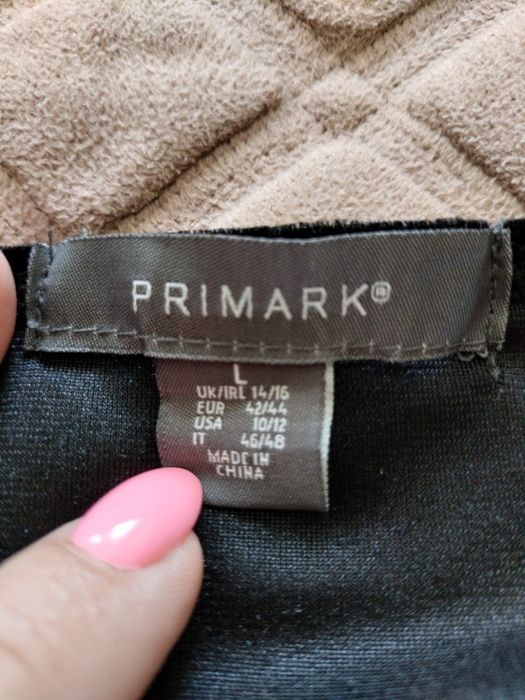 PRIMARK®
L
UK/IRL 14/16
EUR 42/44
USA 10/12
IT 46/48
MADE IN
CHINA